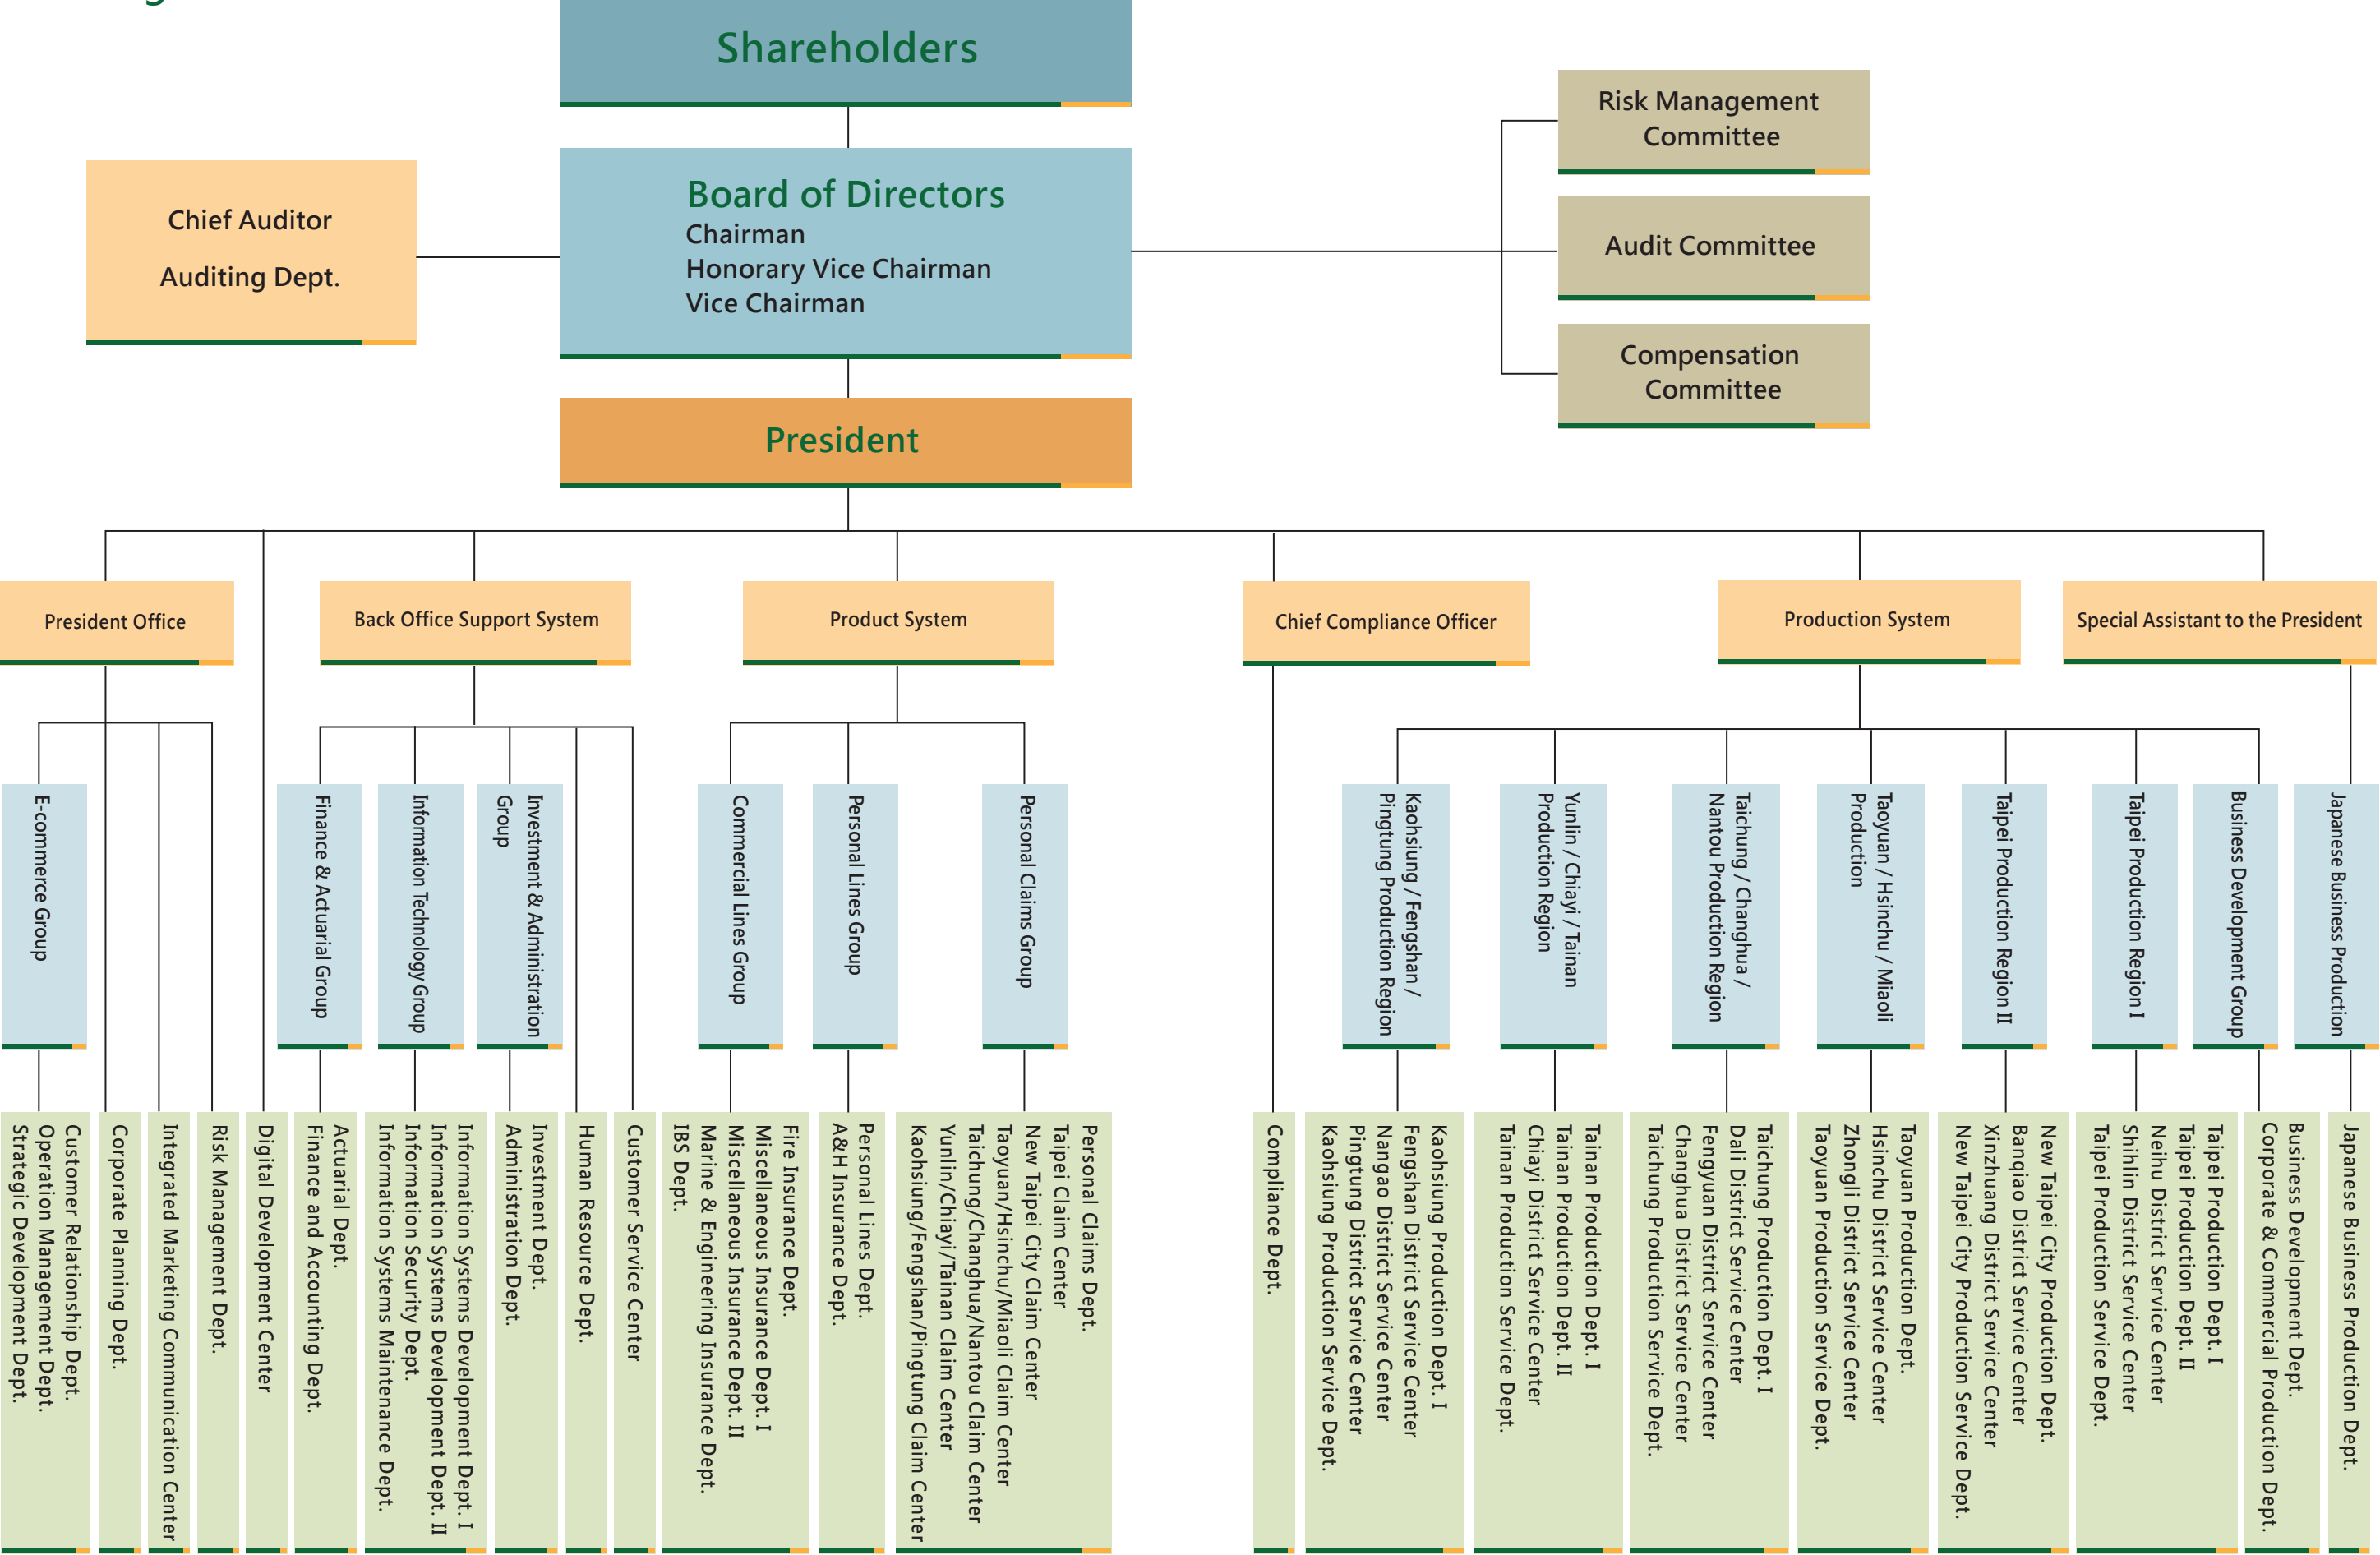 Shareholders
Risk Management
Committee
Board of Directors
Chairman
Honorary Vice Chairman
Vice Chairman
Chief Auditor
Auditing Dept.
Audit Committee
Compensation
Committee
President
President Office
Back Office Support System
Product System
Chief Compliance Officer
Production System
Special Assistant to the President
E-commerce Group
Finance & Actuarial Group
Information Technology Group
Investment & Administration
Group
Commercial Lines Group
Personal Lines Group
Personal Claims Group
Kaohsiung / Fengshan /
Pingtung Production Region
Yunlin / Chiayi / Tainan
Production Region
Taichung / Changhua /
Nantou Production Region
Taoyuan / Hsinchu / Miaoli
Production
Taipei Production Region II
Taipei Production Region I
Business Development Group
Japanese Business Production
Customer Relationship Dept.
Operation Management Dept.
Strategic Development Dept.
Corporate Planning Dept.
Integrated Marketing Communication Center
Risk Management Dept.
Digital Development Center
Actuarial Dept.
Finance and Accounting Dept.
Information Systems Development Dept. I
Information Systems Development Dept. II
Information Security Dept.
Information Systems Maintenance Dept.
Investment Dept.
Administration Dept.
Human Resource Dept.
Customer Service Center
Fire Insurance Dept.
Miscellaneous Insurance Dept. I
Miscellaneous Insurance Dept. II
Marine & Engineering Insurance Dept.
IBS Dept.
Personal Lines Dept.
A&H Insurance Dept.
Personal Claims Dept.
Taipei Claim Center
New Taipei City Claim Center
Taoyuan/Hsinchu/Miaoli Claim Center
Taichung/Changhua/Nantou Claim Center
Yunlin/Chiayi/Tainan Claim Center
Kaohsiung/Fengshan/Pingtung Claim Center
Compliance Dept.
Kaohsiung Production Dept. I
Fengshan District Service Center
Nangao District Service Center
Pingtung District Service Center
Kaohsiung Production Service Dept.
Tainan Production Dept. I
Tainan Production Dept. II
Chiayi District Service Center
Tainan Production Service Dept.
Taichung Production Dept. I
Dali District Service Center
Fengyuan District Service Center
Changhua District Service Center
Taichung Production Service Dept.
Taoyuan Production Dept.
Hsinchu District Service Center
Zhongli District Service Center
Taoyuan Production Service Dept.
New Taipei City Production Dept.
Banqiao District Service Center
Xinzhuang District Service Center
New Taipei City Production Service Dept.
Taipei Production Dept. I
Taipei Production Dept. II
Neihu District Service Center
Shihlin District Service Center
Taipei Production Service Dept.
Business Development Dept.
Corporate & Commercial Production Dept.
Japanese Business Production Dept.